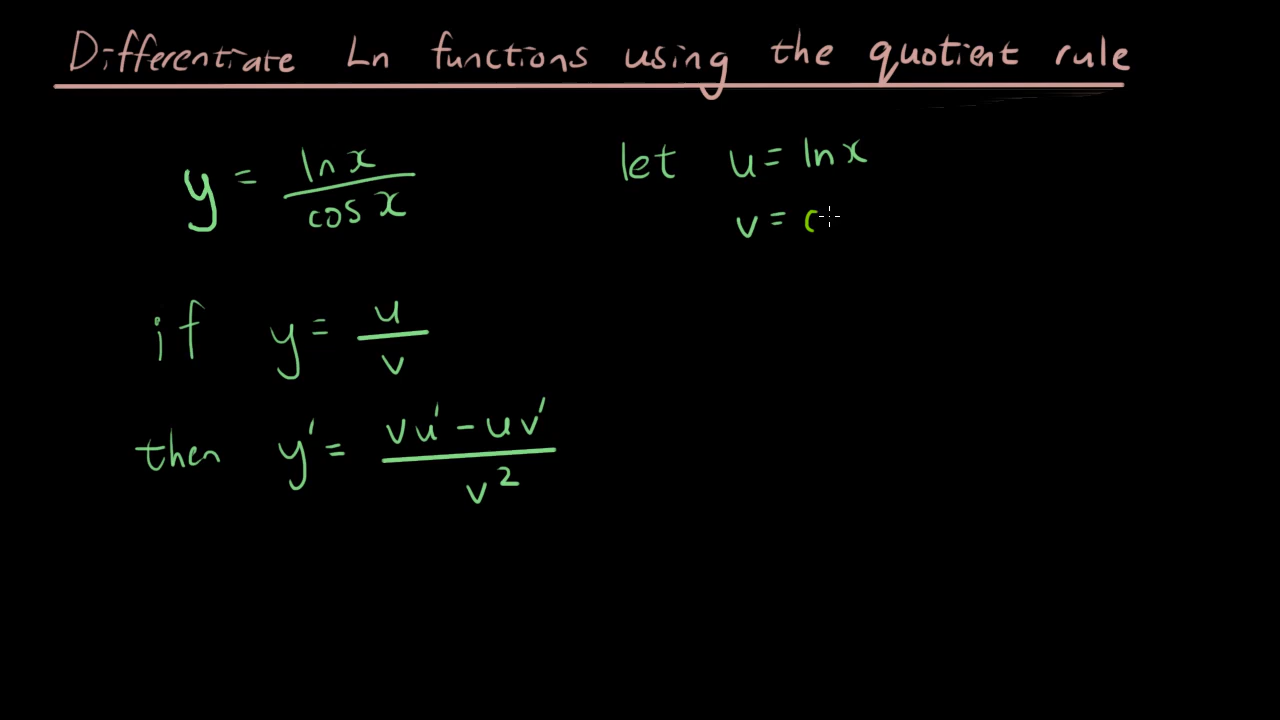 Differentiate Ln functions using the quotient rule
y = ln x / cos x
let u = ln x
v = c
if y = u / v
then y' = vu' - uv' / v²